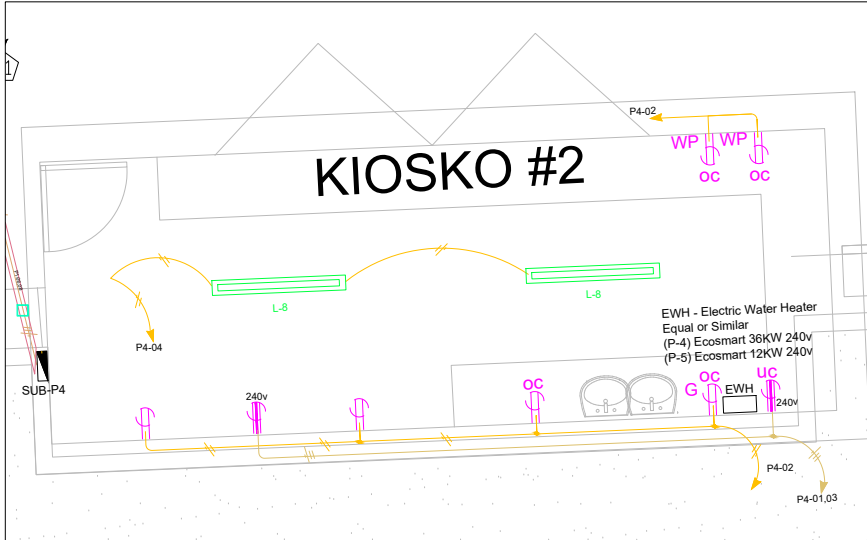 1
P4-02
WP WP
OC OC
KIOSKO #2
L-8
L-8
EWH - Electric Water Heater
Equal or Similar
(P-4) Ecosmart 36KW 240v
(P-5) Ecosmart 12KW 240v
P4-04
SUB-P4
240v
OC
G
OC
EWH
UC
240v
P4-02
P4-01,03